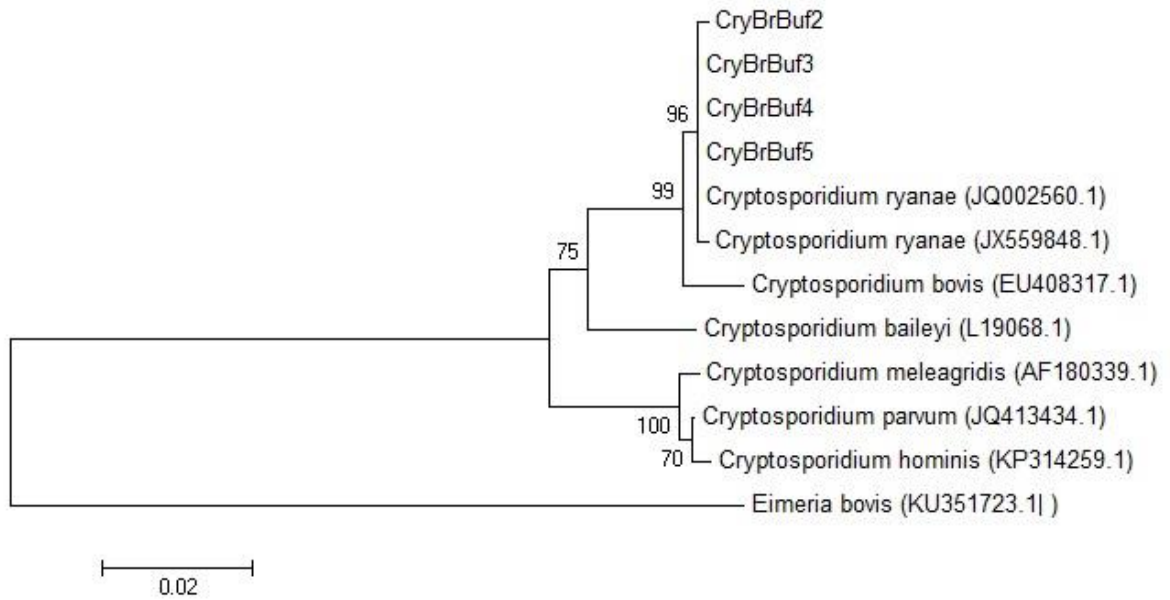 CryBrBuf2
CryBrBuf3
96
CryBrBuf4
CryBrBuf5
99
Cryptosporidium ryanae (JQ002560.1)
75
Cryptosporidium ryanae (JX559848.1)
Cryptosporidium bovis (EU408317.1)
Cryptosporidium baileyi (L19068.1)
Cryptosporidium meleagridis (AF180339.1)
100
Cryptosporidium parvum (JQ413434.1)
70
Cryptosporidium hominis (KP314259.1)
Eimeria bovis (KU351723.1| )
0.02